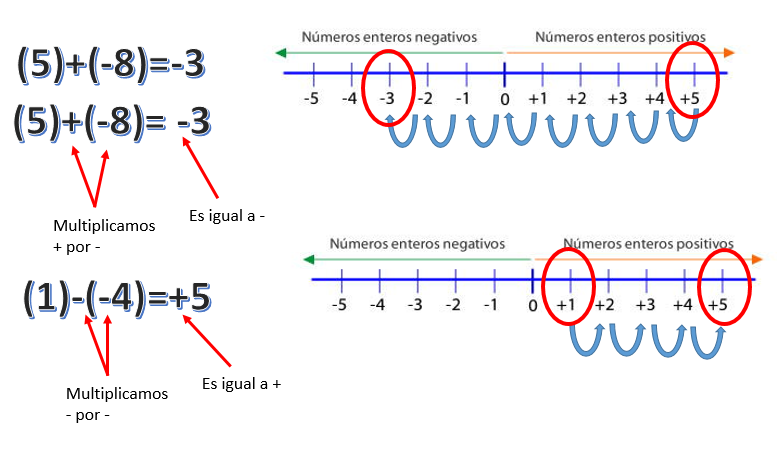 (5)+(-8)=-3
(5)+(-8)= -3
Multiplicamos
+ por -
Es igual a -
Números enteros negativos Números enteros positivos
-5 -4 -3 -2 -1 0 +1 +2 +3 +4 +5
(1)-(-4)=+5
Multiplicamos
- por -
Es igual a +
Números enteros negativos Números enteros positivos
-5 -4 -3 -2 -1 0 +1 +2 +3 +4 +5